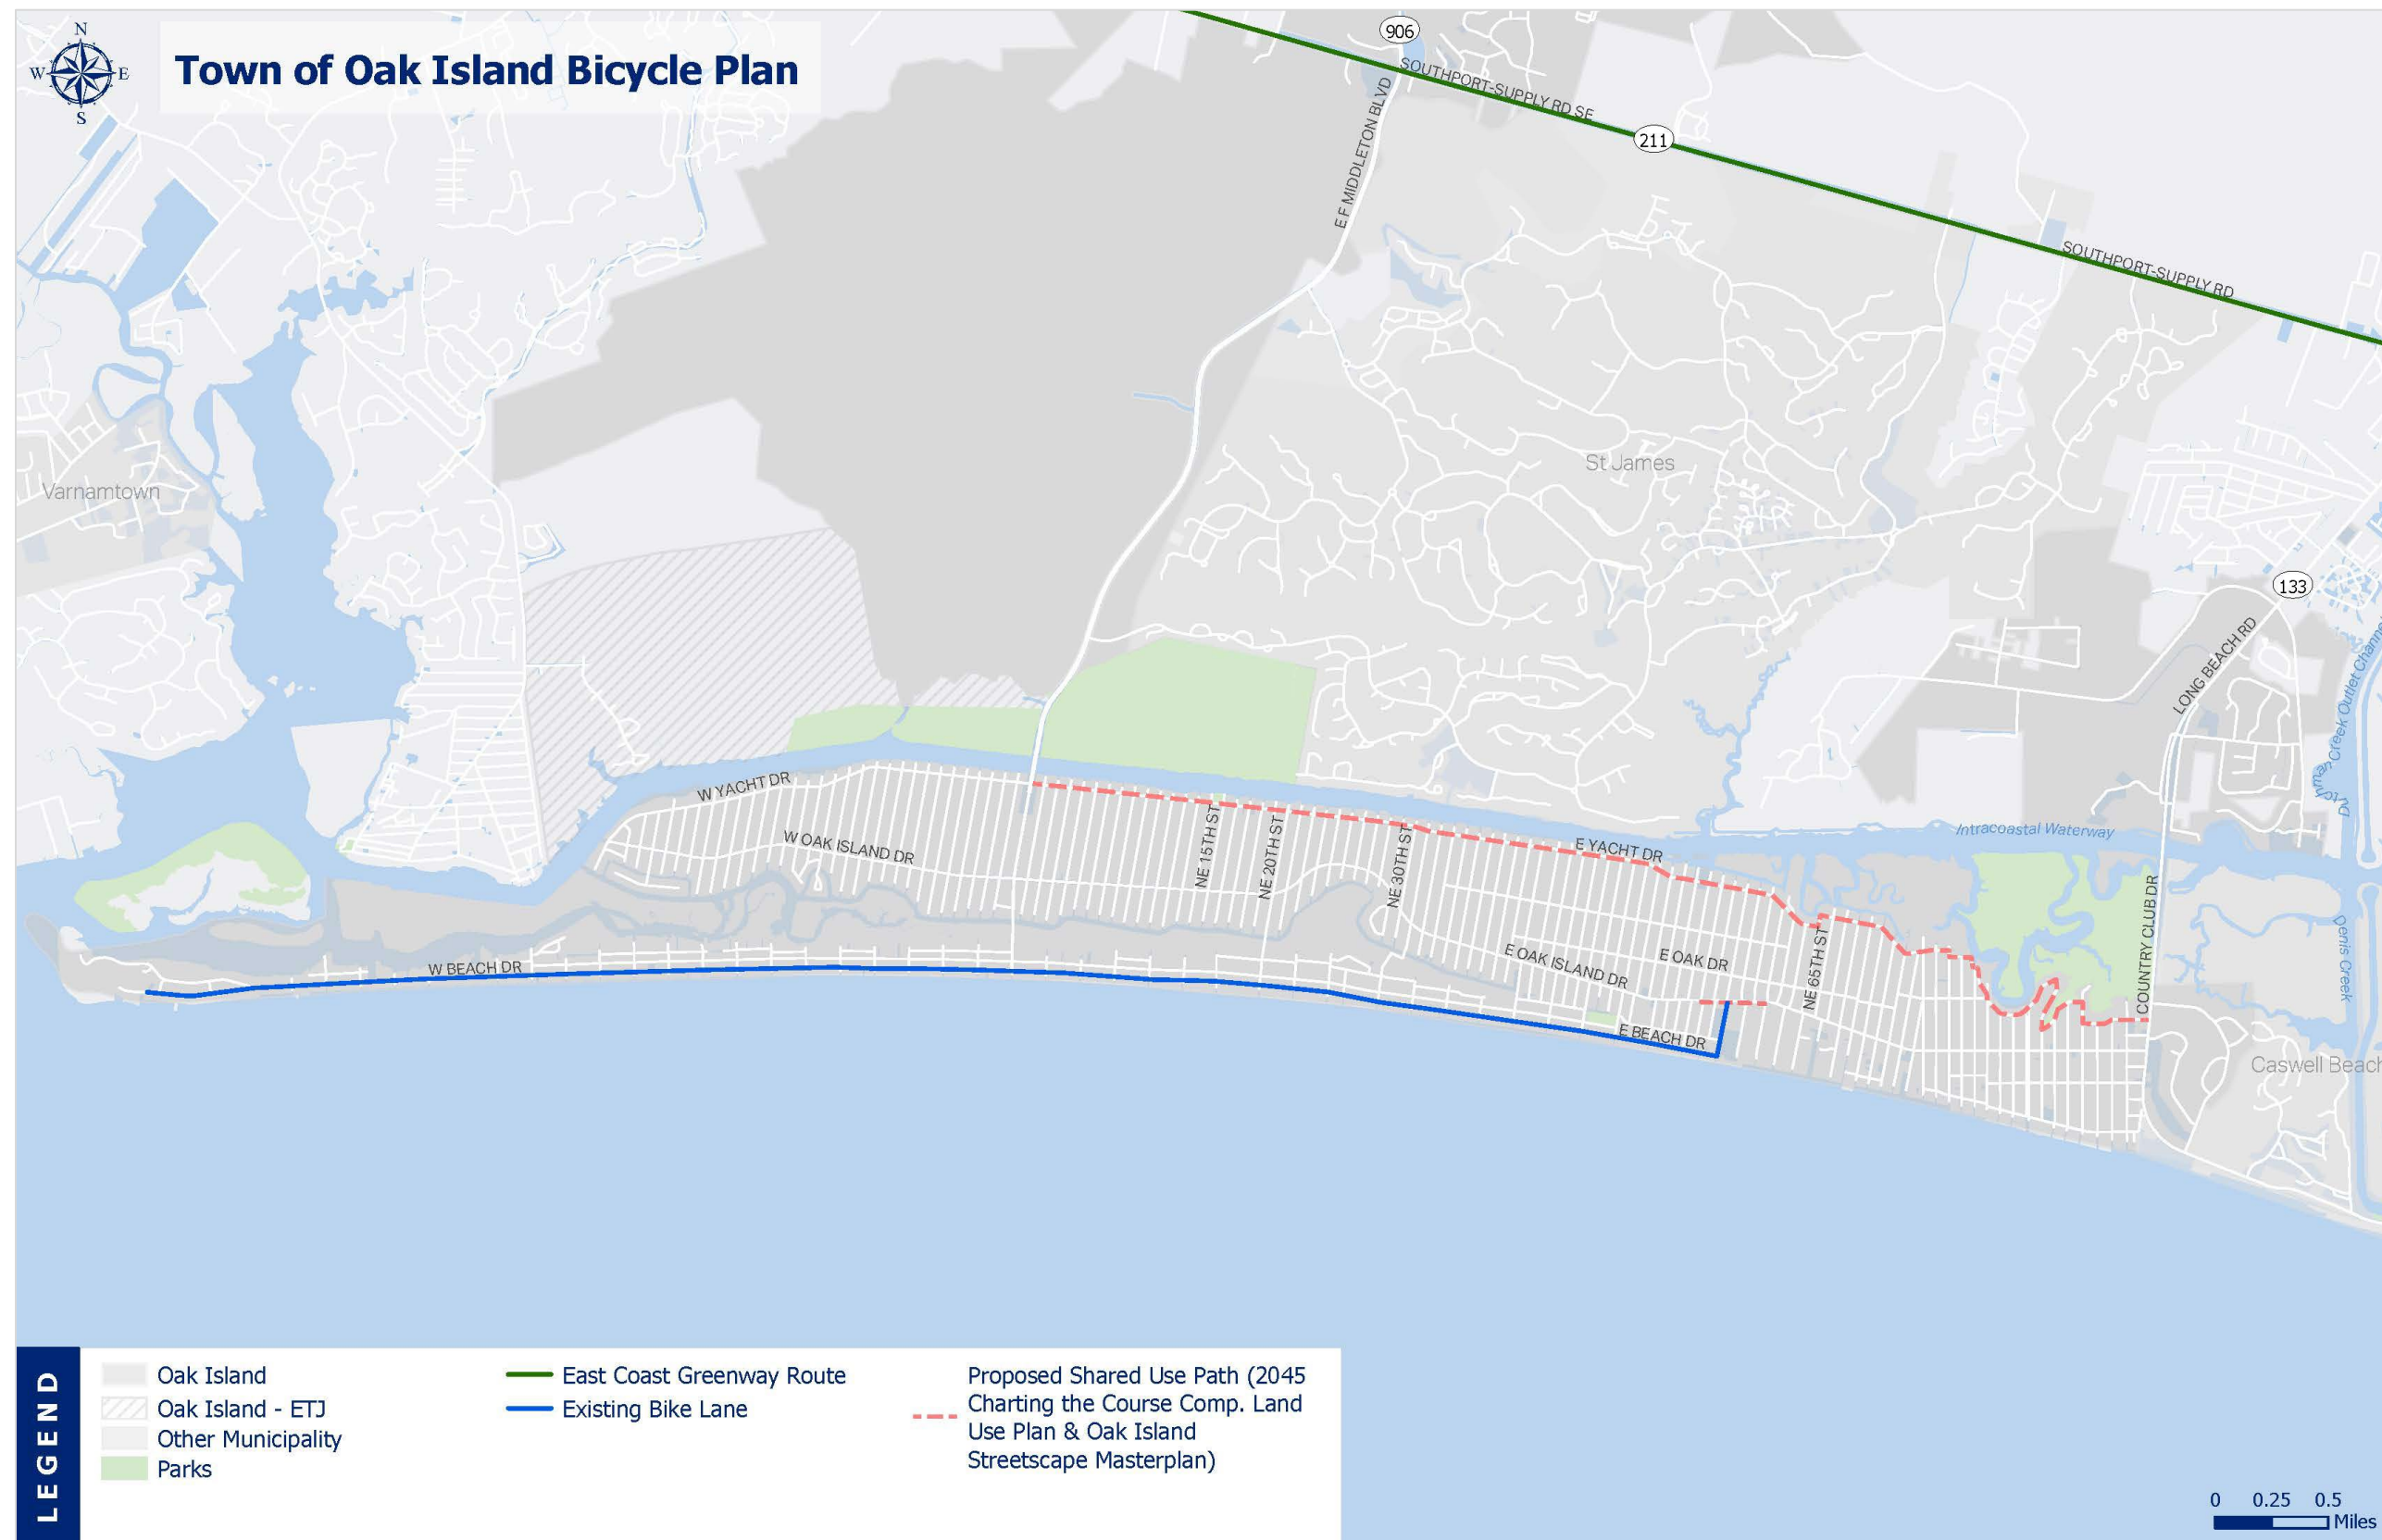 N
W E
S
Town of Oak Island Bicycle Plan
906
SOUTHPORT-SUPPLY RD SE
211
E F MIDDLETON BLVD
SOUTHPORT-SUPPLY RD
St James
Varnamtown
133
LONG BEACH RD
Dutchman Creek Outlet Channel
W YACHT DR
W OAK ISLAND DR
NE 15TH ST
NE 20TH ST
NE 30TH ST
E YACHT DR
Intracoastal Waterway
COUNTRY CLUB DR
Denis Creek
W BEACH DR
E OAK ISLAND DR
E OAK DR
NE 65TH ST
E BEACH DR
Caswell Beach
LEGEND
Oak Island
Oak Island - ETJ
Other Municipality
Parks
East Coast Greenway Route
Existing Bike Lane
Proposed Shared Use Path (2045
Charting the Course Comp. Land
Use Plan & Oak Island
Streetscape Masterplan)
0 0.25 0.5
Miles